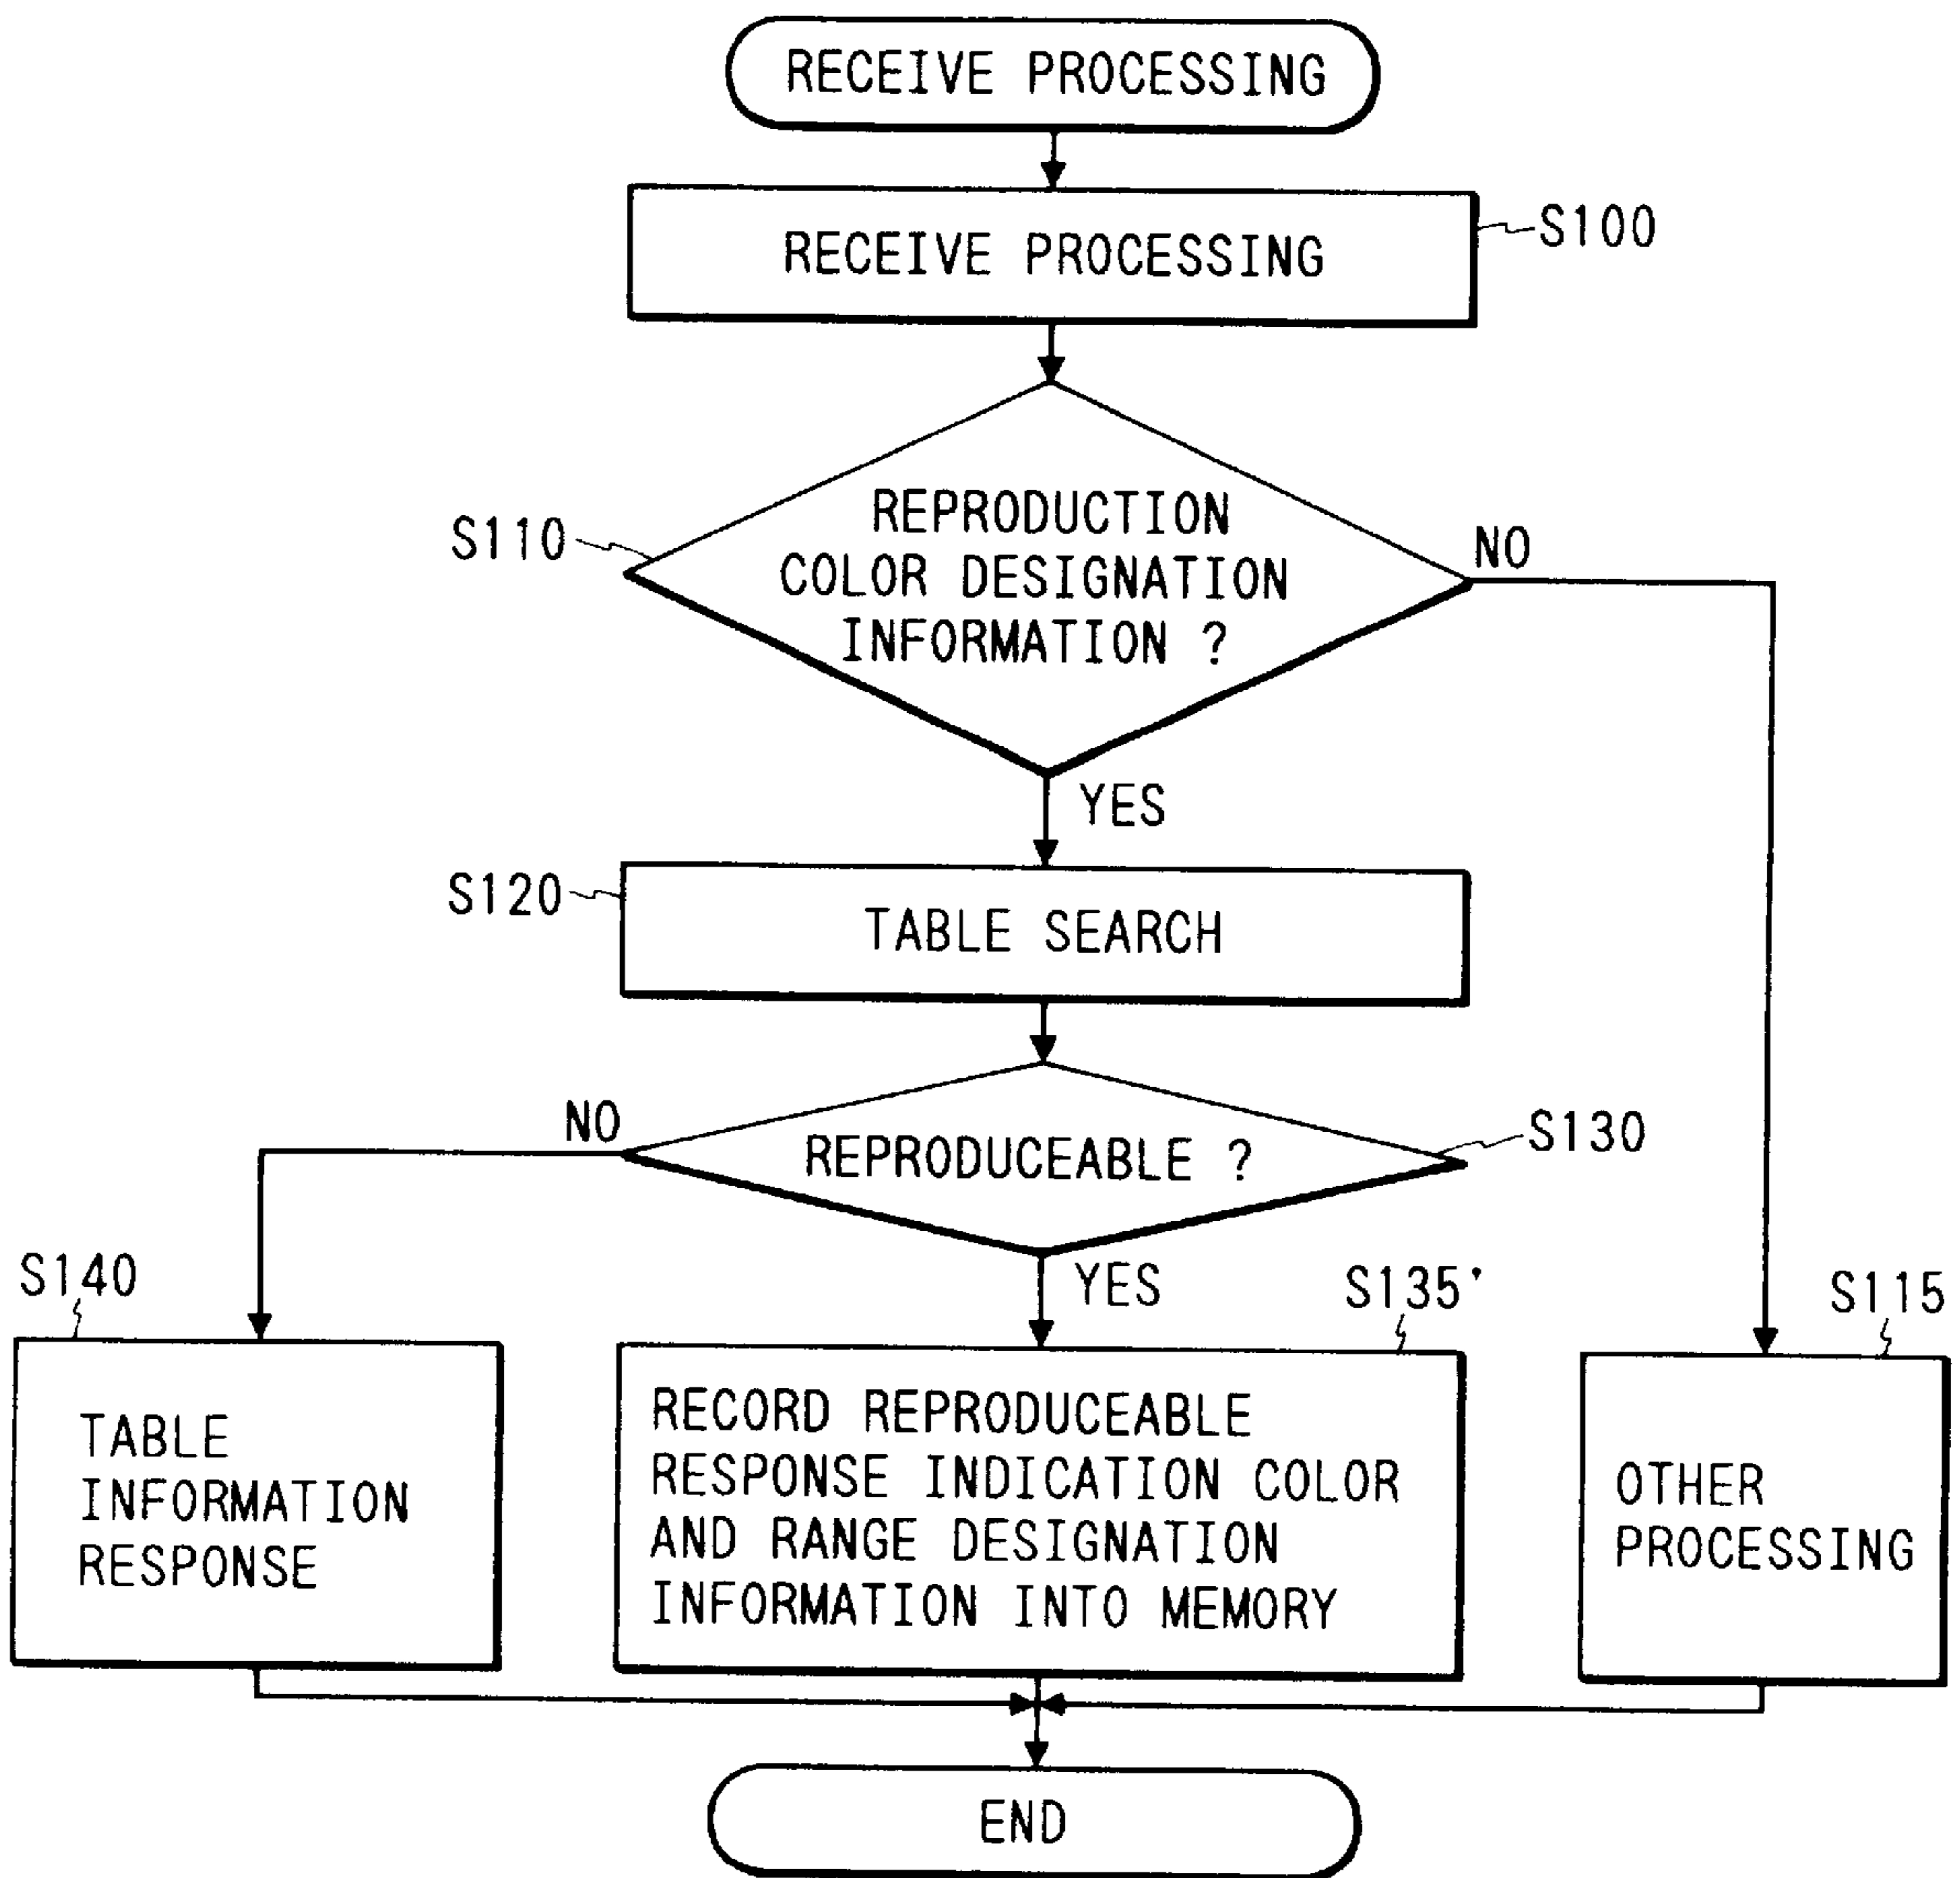 RECEIVE PROCESSING
RECEIVE PROCESSING
S100
REPRODUCTION
COLOR DESIGNATION
INFORMATION ?
S110
NO
YES
S120
TABLE SEARCH
NO
REPRODUCEABLE ?
S130
YES
S140
TABLE
INFORMATION
RESPONSE
S135'
RECORD REPRODUCEABLE
RESPONSE INDICATION COLOR
AND RANGE DESIGNATION
INFORMATION INTO MEMORY
S115
OTHER
PROCESSING
END